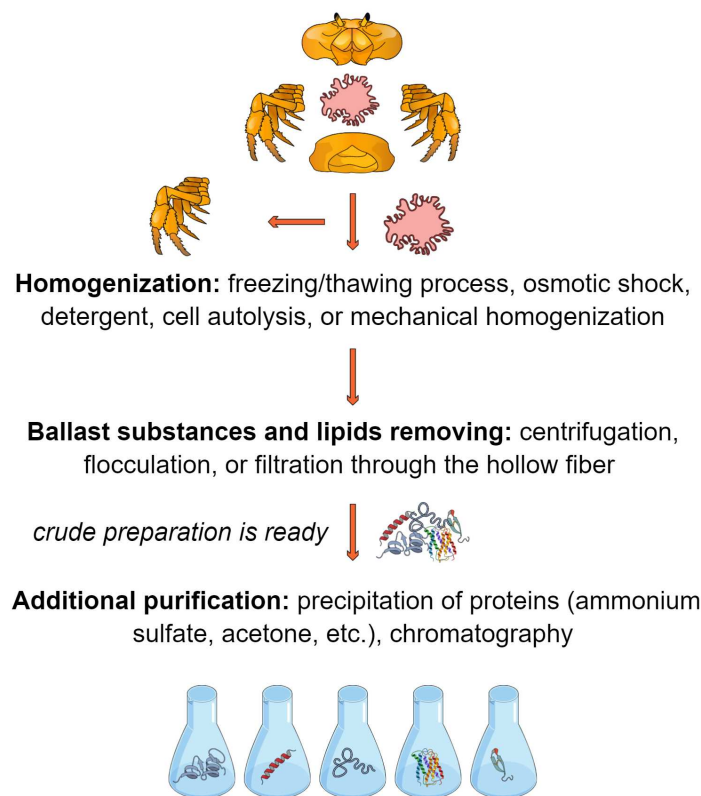 Homogenization: freezing/thawing process, osmotic shock,
detergent, cell autolysis, or mechanical homogenization
Ballast substances and lipids removing: centrifugation,
flocculation, or filtration through the hollow fiber
crude preparation is ready
Additional purification: precipitation of proteins (ammonium
sulfate, acetone, etc.), chromatography